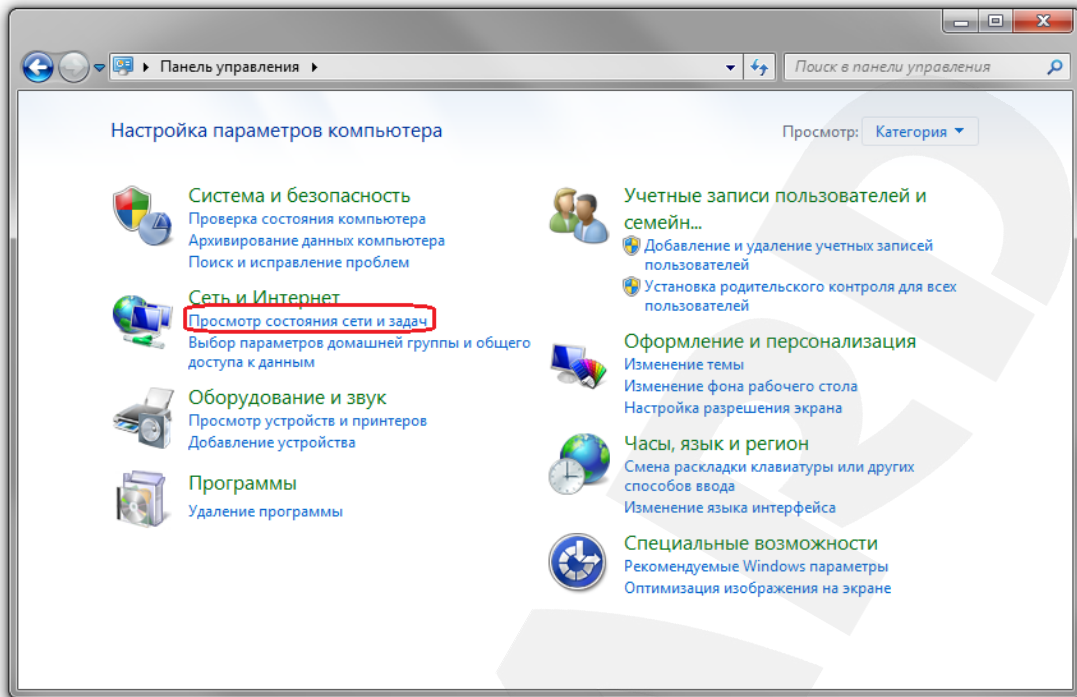 Панель управления
Поиск в панели управления
Настройка параметров компьютера
Просмотр: Категория
Система и безопасность
Проверка состояния компьютера
Архивирование данных компьютера
Поиск и исправление проблем
Сеть и Интернет
Просмотр состояния сети и задач
Выбор параметров домашней группы и общего
доступа к данным
Оборудование и звук
Просмотр устройств и принтеров
Добавление устройства
Программы
Удаление программы
Учетные записи пользователей и
семейн...
Добавление и удаление учетных записей
пользователей
Установка родительского контроля для всех
пользователей
Оформление и персонализация
Изменение темы
Изменение фона рабочего стола
Настройка разрешения экрана
Часы, язык и регион
Смена раскладки клавиатуры или других
способов ввода
Изменение языка интерфейса
Специальные возможности
Рекомендуемые Windows параметры
Оптимизация изображения на экране